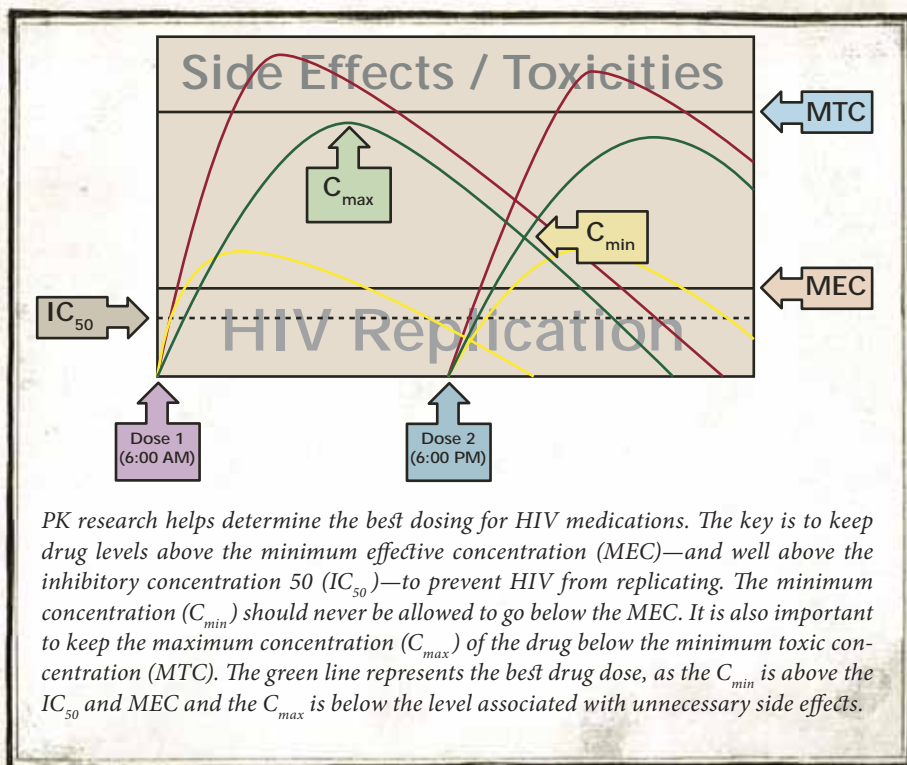 Side Effects / Toxicities
MTC
Cmax
Cmin
MEC
IC50
HIV Replication
Dose 1
(6:00 AM)
Dose 2
(6:00 PM)
PK research helps determine the best dosing for HIV medications. The key is to keep
drug levels above the minimum effective concentration (MEC)—and well above the
inhibitory concentration 50 (IC50)—to prevent HIV from replicating. The minimum
concentration (Cmin) should never be allowed to go below the MEC. It is also important
to keep the maximum concentration (Cmax) of the drug below the minimum toxic con-
centration (MTC). The green line represents the best drug dose, as the Cmin is above the
IC50 and MEC and the Cmax is below the level associated with unnecessary side effects.